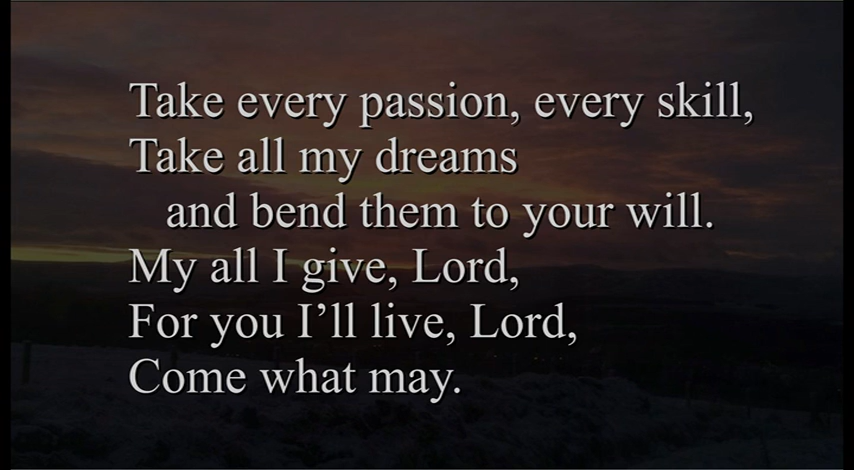 Take every passion, every skill,
Take all my dreams
and bend them to your will.
My all I give, Lord,
For you I’ll live, Lord,
Come what may.